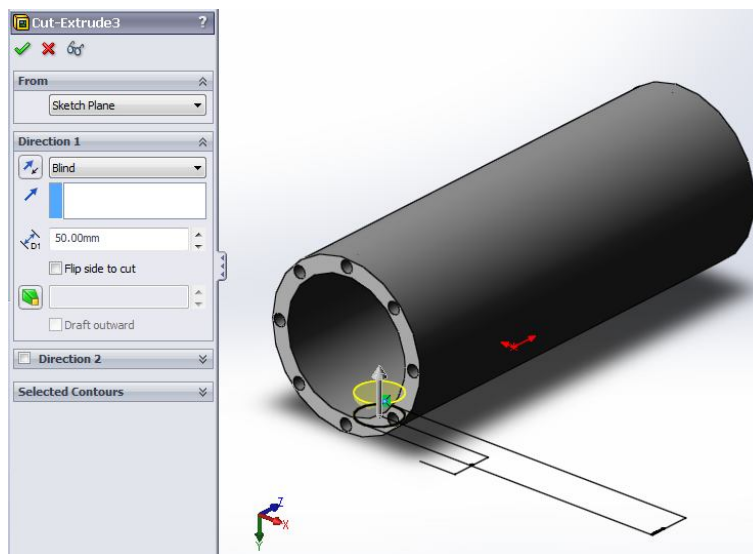 Cut-Extrude3 ?
From
Sketch Plane
Direction 1
Blind
D1 50.00mm
Flip side to cut
Draft outward
Direction 2
Selected Contours
Z
X
Y